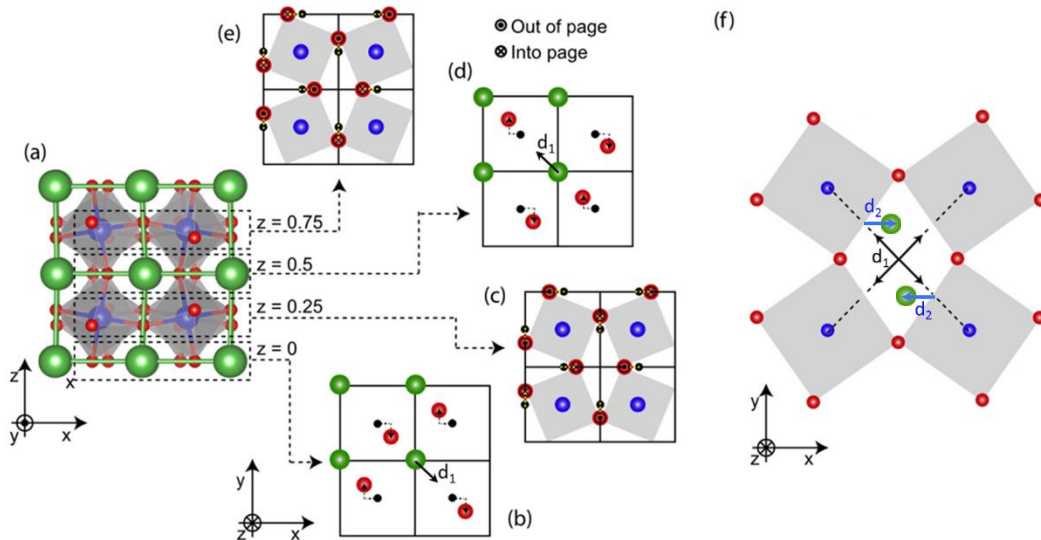 (e)
Out of page
Into page
(d)
d₁
(a)
z = 0.75
z = 0.5
z = 0.25
z = 0
z
x
y
x
(c)
y
z
x
d₁
(b)
(f)
d₂
d₁
d₂
y
z
x